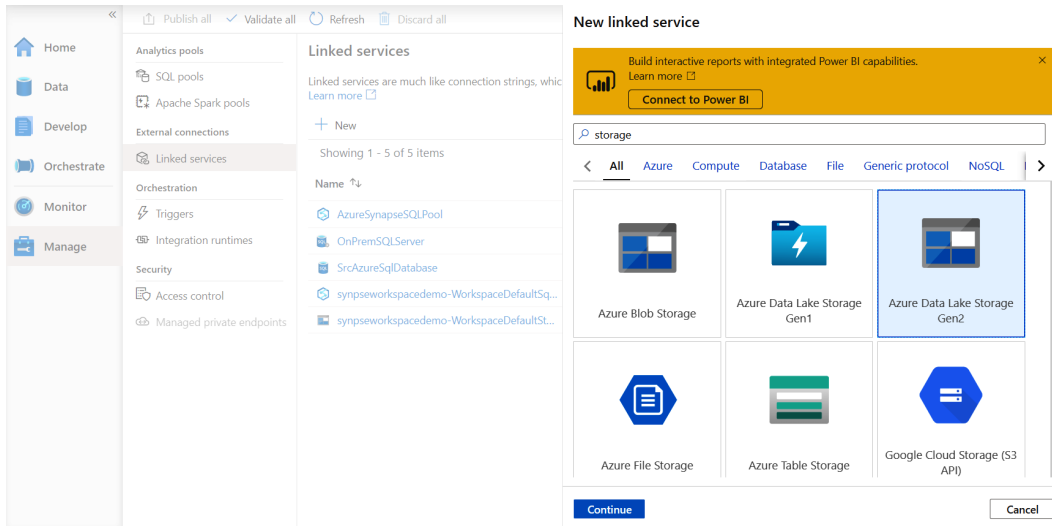 «
Home
Data
Develop
Orchestrate
Monitor
Manage
Publish all Validate all Refresh Discard all
Analytics pools
SQL pools
Apache Spark pools
External connections
Linked services
Orchestration
Triggers
Integration runtimes
Security
Access control
Managed private endpoints
Linked services
Linked services are much like connection strings, whic
Learn more
+ New
Showing 1 - 5 of 5 items
Name ↑↓
AzureSynapseSQLPool
OnPremSQLServer
SrcAzureSqlDatabase
synpseworkspacedemo-WorkspaceDefaultSq...
synpseworkspacedemo-WorkspaceDefaultSt...
New linked service
Build interactive reports with integrated Power BI capabilities.
Learn more
Connect to Power BI
storage
All Azure Compute Database File Generic protocol NoSQL
Azure Blob Storage
Azure Data Lake Storage
Gen1
Azure Data Lake Storage
Gen2
Azure File Storage
Azure Table Storage
Google Cloud Storage (S3
API)
Continue Cancel